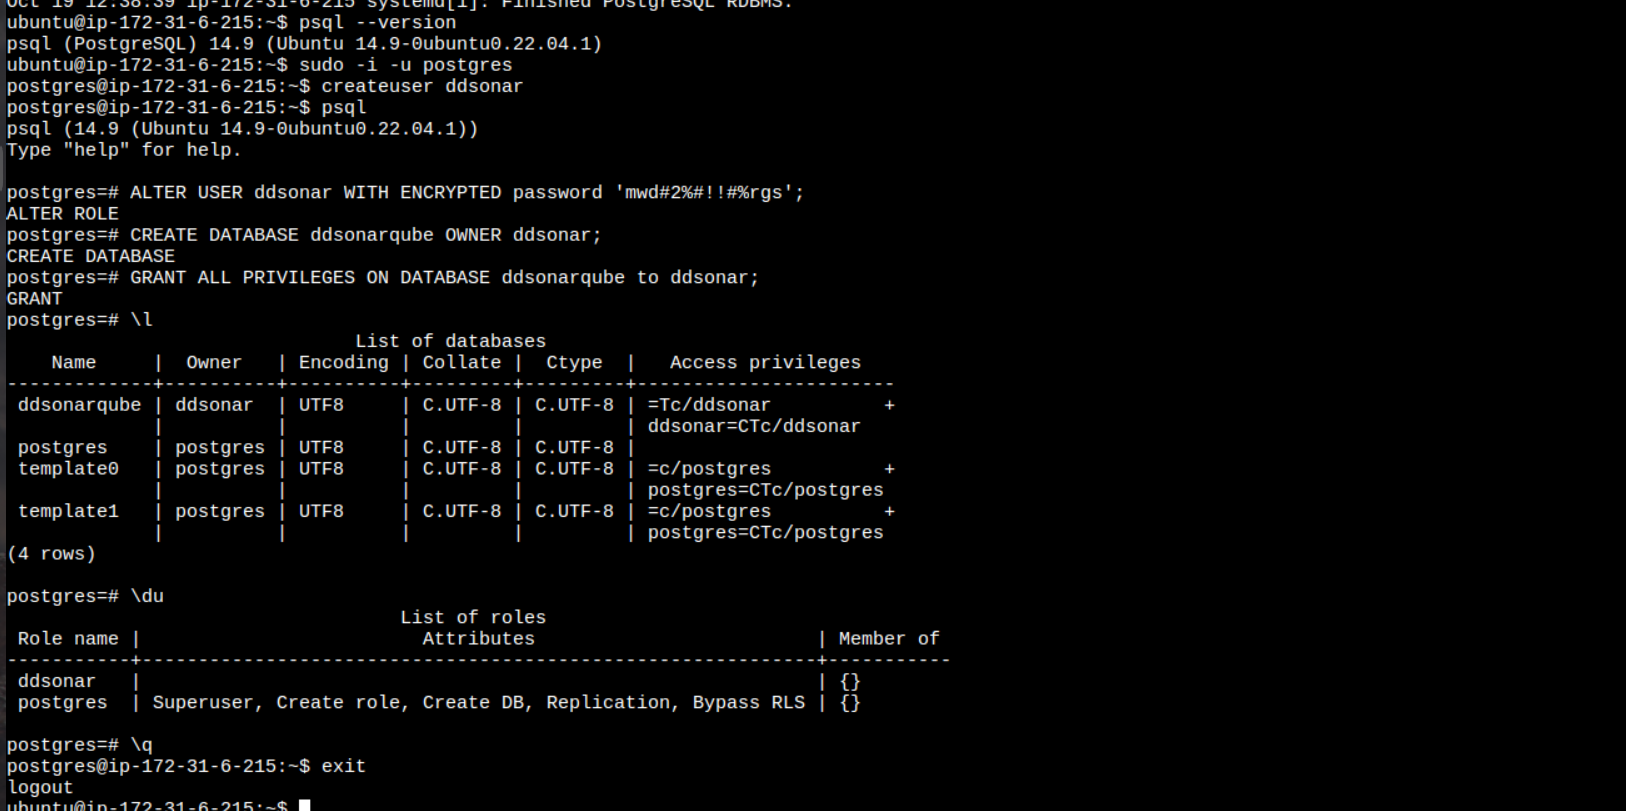 Oct 19 12:38:39 ip-172-31-6-215 systemd[1]: Finished PostgreSQL RDBMS.
ubuntu@ip-172-31-6-215:~$ psql --version
psql (PostgreSQL) 14.9 (Ubuntu 14.9-0ubuntu0.22.04.1)
ubuntu@ip-172-31-6-215:~$ sudo -i -u postgres
postgres@ip-172-31-6-215:~$ createuser ddsonar
postgres@ip-172-31-6-215:~$ psql
psql (14.9 (Ubuntu 14.9-0ubuntu0.22.04.1))
Type "help" for help.

postgres=# ALTER USER ddsonar WITH ENCRYPTED password 'mwd#2%#!!#%rgs';
ALTER ROLE
postgres=# CREATE DATABASE ddsonarqube OWNER ddsonar;
CREATE DATABASE
postgres=# GRANT ALL PRIVILEGES ON DATABASE ddsonarqube to ddsonar;
GRANT
postgres=# \l
                               List of databases
    Name     |  Owner   | Encoding | Collate |  Ctype  |   Access privileges
-------------+----------+----------+---------+---------+-----------------------
 ddsonarqube | ddsonar  | UTF8     | C.UTF-8 | C.UTF-8 | =Tc/ddsonar          +
             |          |          |         |         | ddsonar=CTc/ddsonar
 postgres    | postgres | UTF8     | C.UTF-8 | C.UTF-8 |
 template0   | postgres | UTF8     | C.UTF-8 | C.UTF-8 | =c/postgres          +
             |          |          |         |         | postgres=CTc/postgres
 template1   | postgres | UTF8     | C.UTF-8 | C.UTF-8 | =c/postgres          +
             |          |          |         |         | postgres=CTc/postgres
(4 rows)

postgres=# \du
                                   List of roles
 Role name |                         Attributes                         | Member of
-----------+------------------------------------------------------------+-----------
 ddsonar   |                                                            | {}
 postgres  | Superuser, Create role, Create DB, Replication, Bypass RLS | {}

postgres=# \q
postgres@ip-172-31-6-215:~$ exit
logout
ubuntu@ip-172-31-6-215:~$